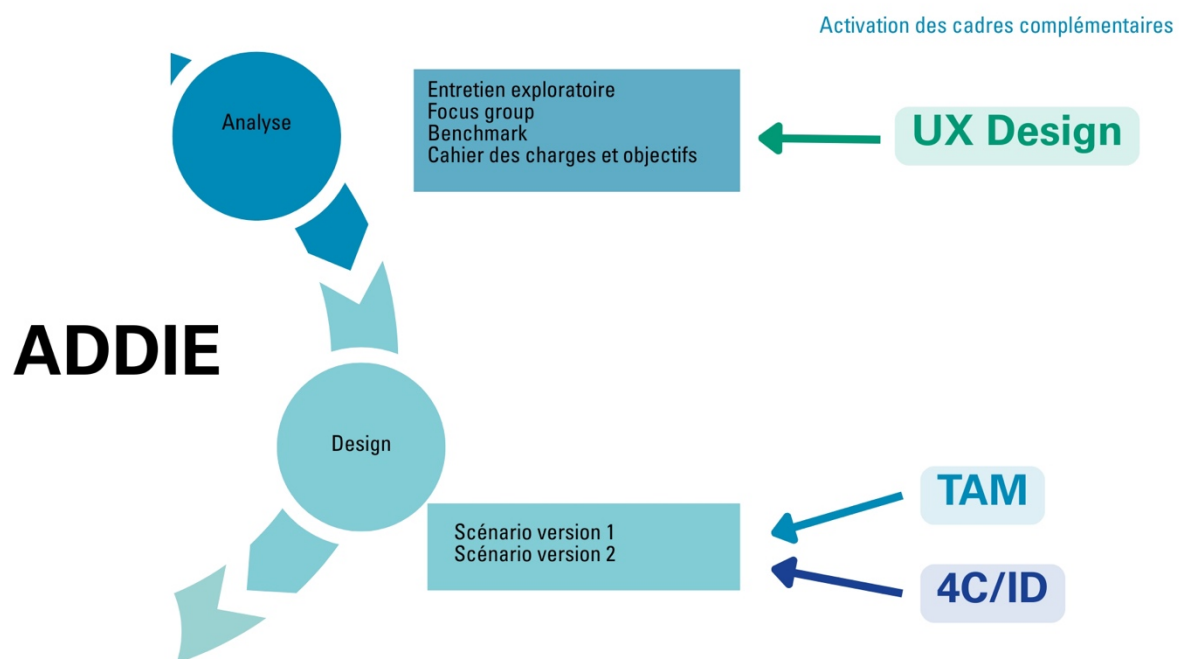 Activation des cadres complémentaires
Analyse
Entretien exploratoire
Focus group
Benchmark
Cahier des charges et objectifs
UX Design
ADDIE
Design
Scénario version 1
Scénario version 2
TAM
4C/ID